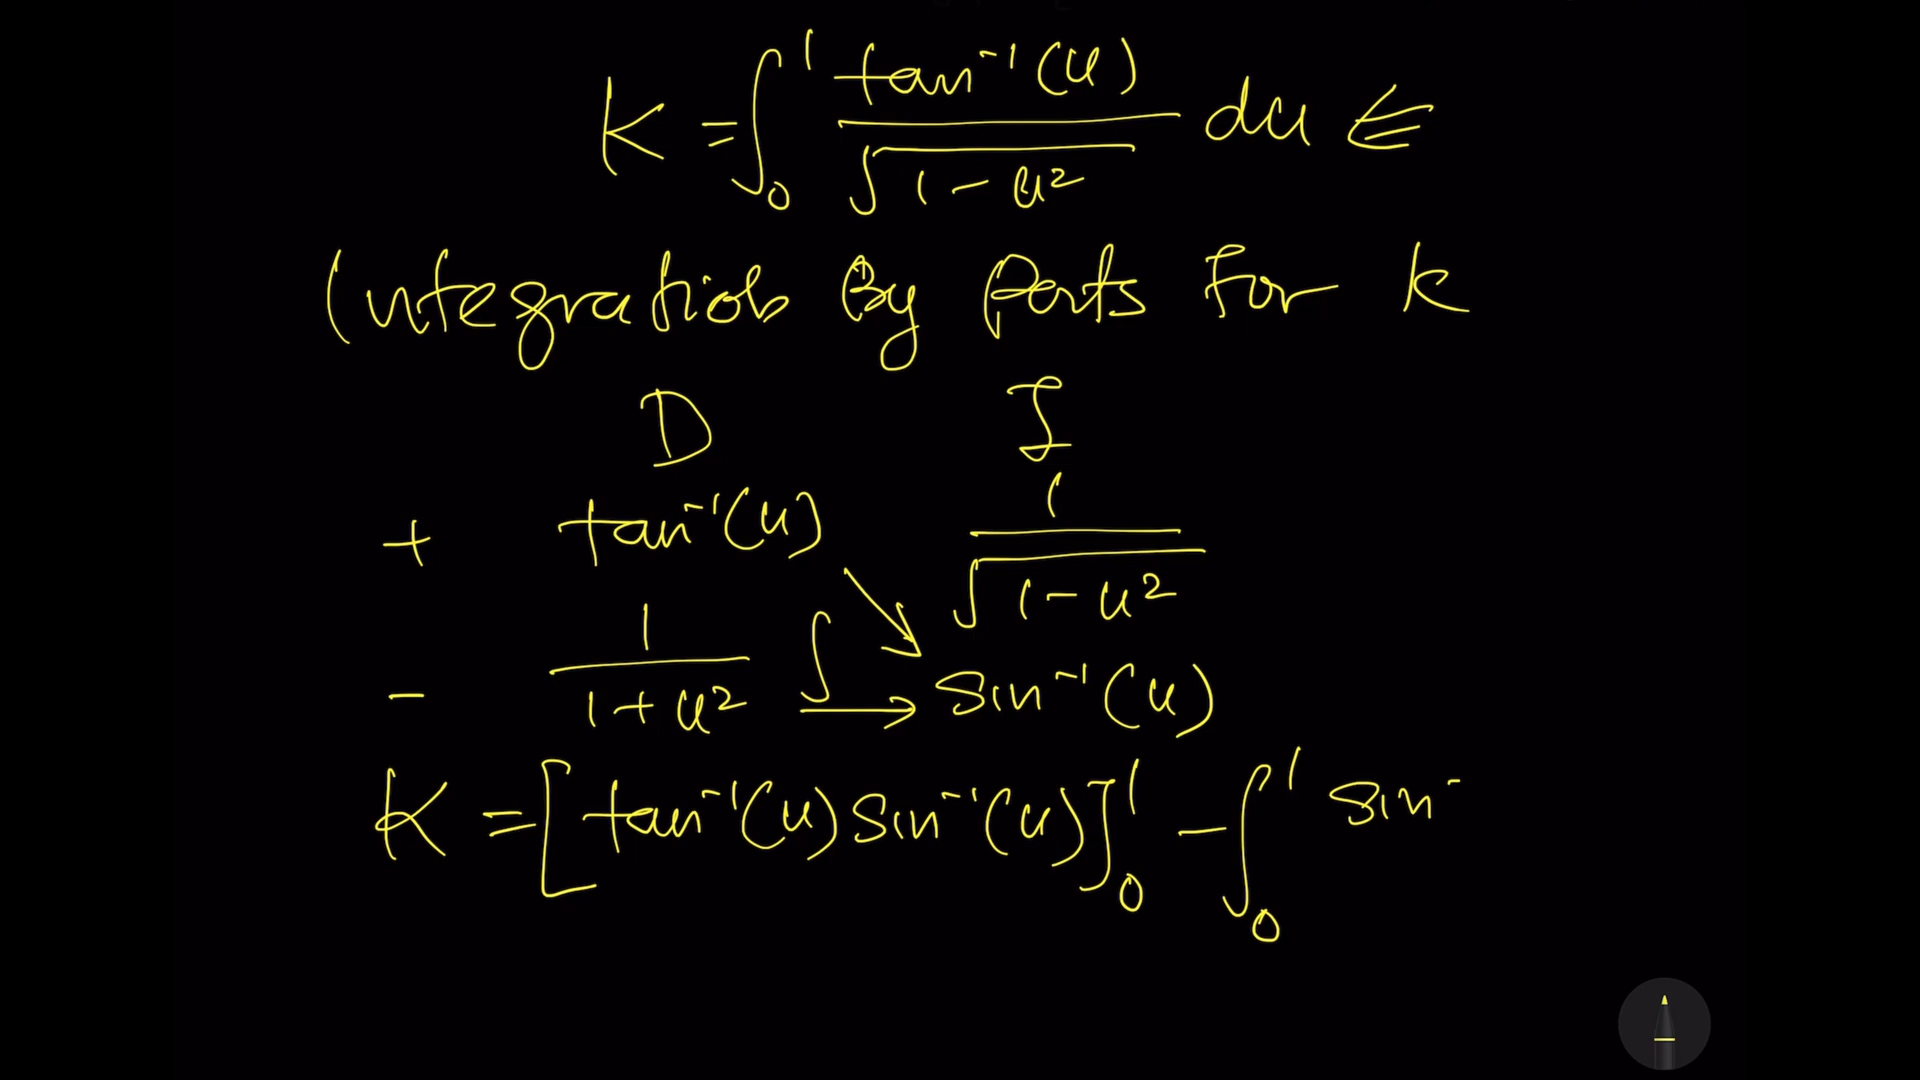 K = ∫₀¹ tan⁻¹(u) / √(1 - u²) du ⋸
Integration By Parts For K
D I
+ tan⁻¹(u) 1 / √(1 - u²)
- 1 / (1 + u²) ∫ → sin⁻¹(u)
K = [tan⁻¹(u) sin⁻¹(u)]₀¹ - ∫₀¹ sin⁻